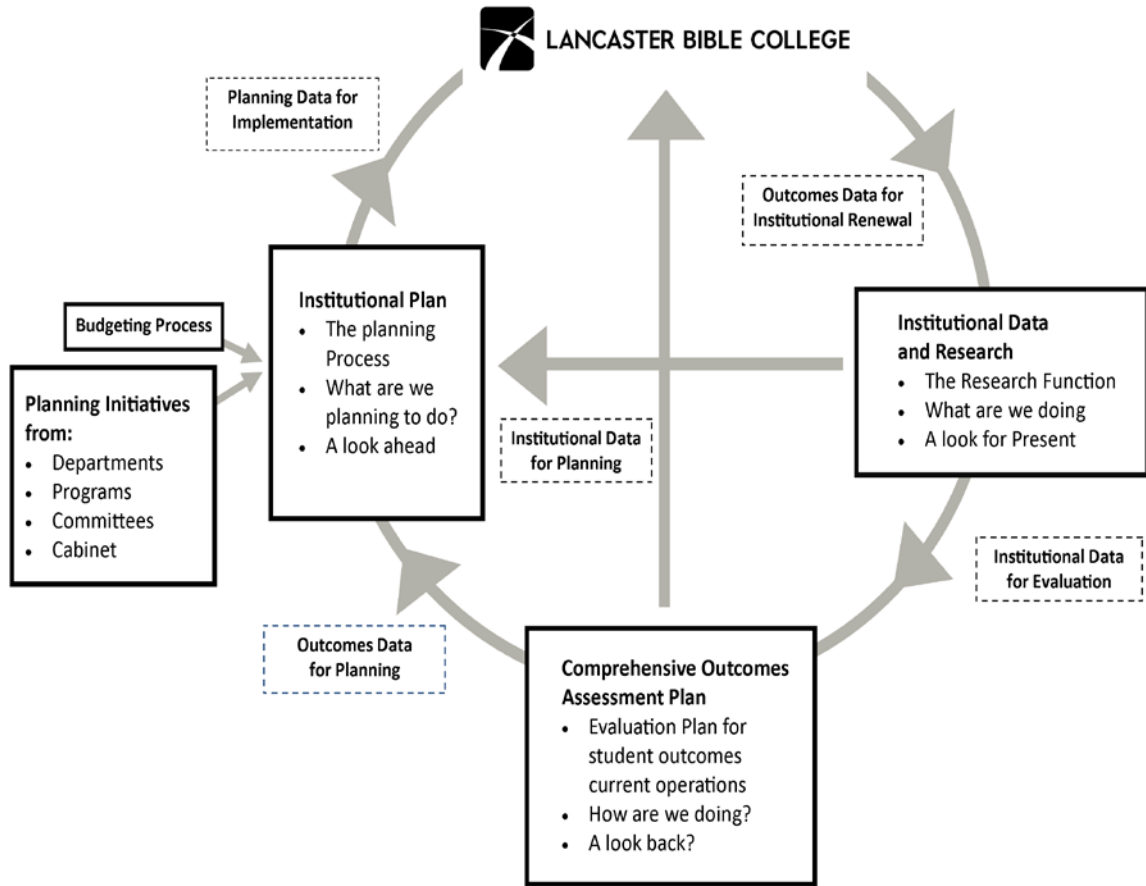 LANCASTER BIBLE COLLEGE
Planning Data for
Implementation
Outcomes Data for
Institutional Renewal
Institutional Plan
• The planning
Process
• What are we
planning to do?
• A look ahead
Budgeting Process
Planning Initiatives
from:
• Departments
• Programs
• Committees
• Cabinet
Institutional Data
for Planning
Institutional Data
and Research
• The Research Function
• What are we doing
• A look for Present
Institutional Data
for Evaluation
Outcomes Data
for Planning
Comprehensive Outcomes
Assessment Plan
• Evaluation Plan for
student outcomes
current operations
• How are we doing?
• A look back?